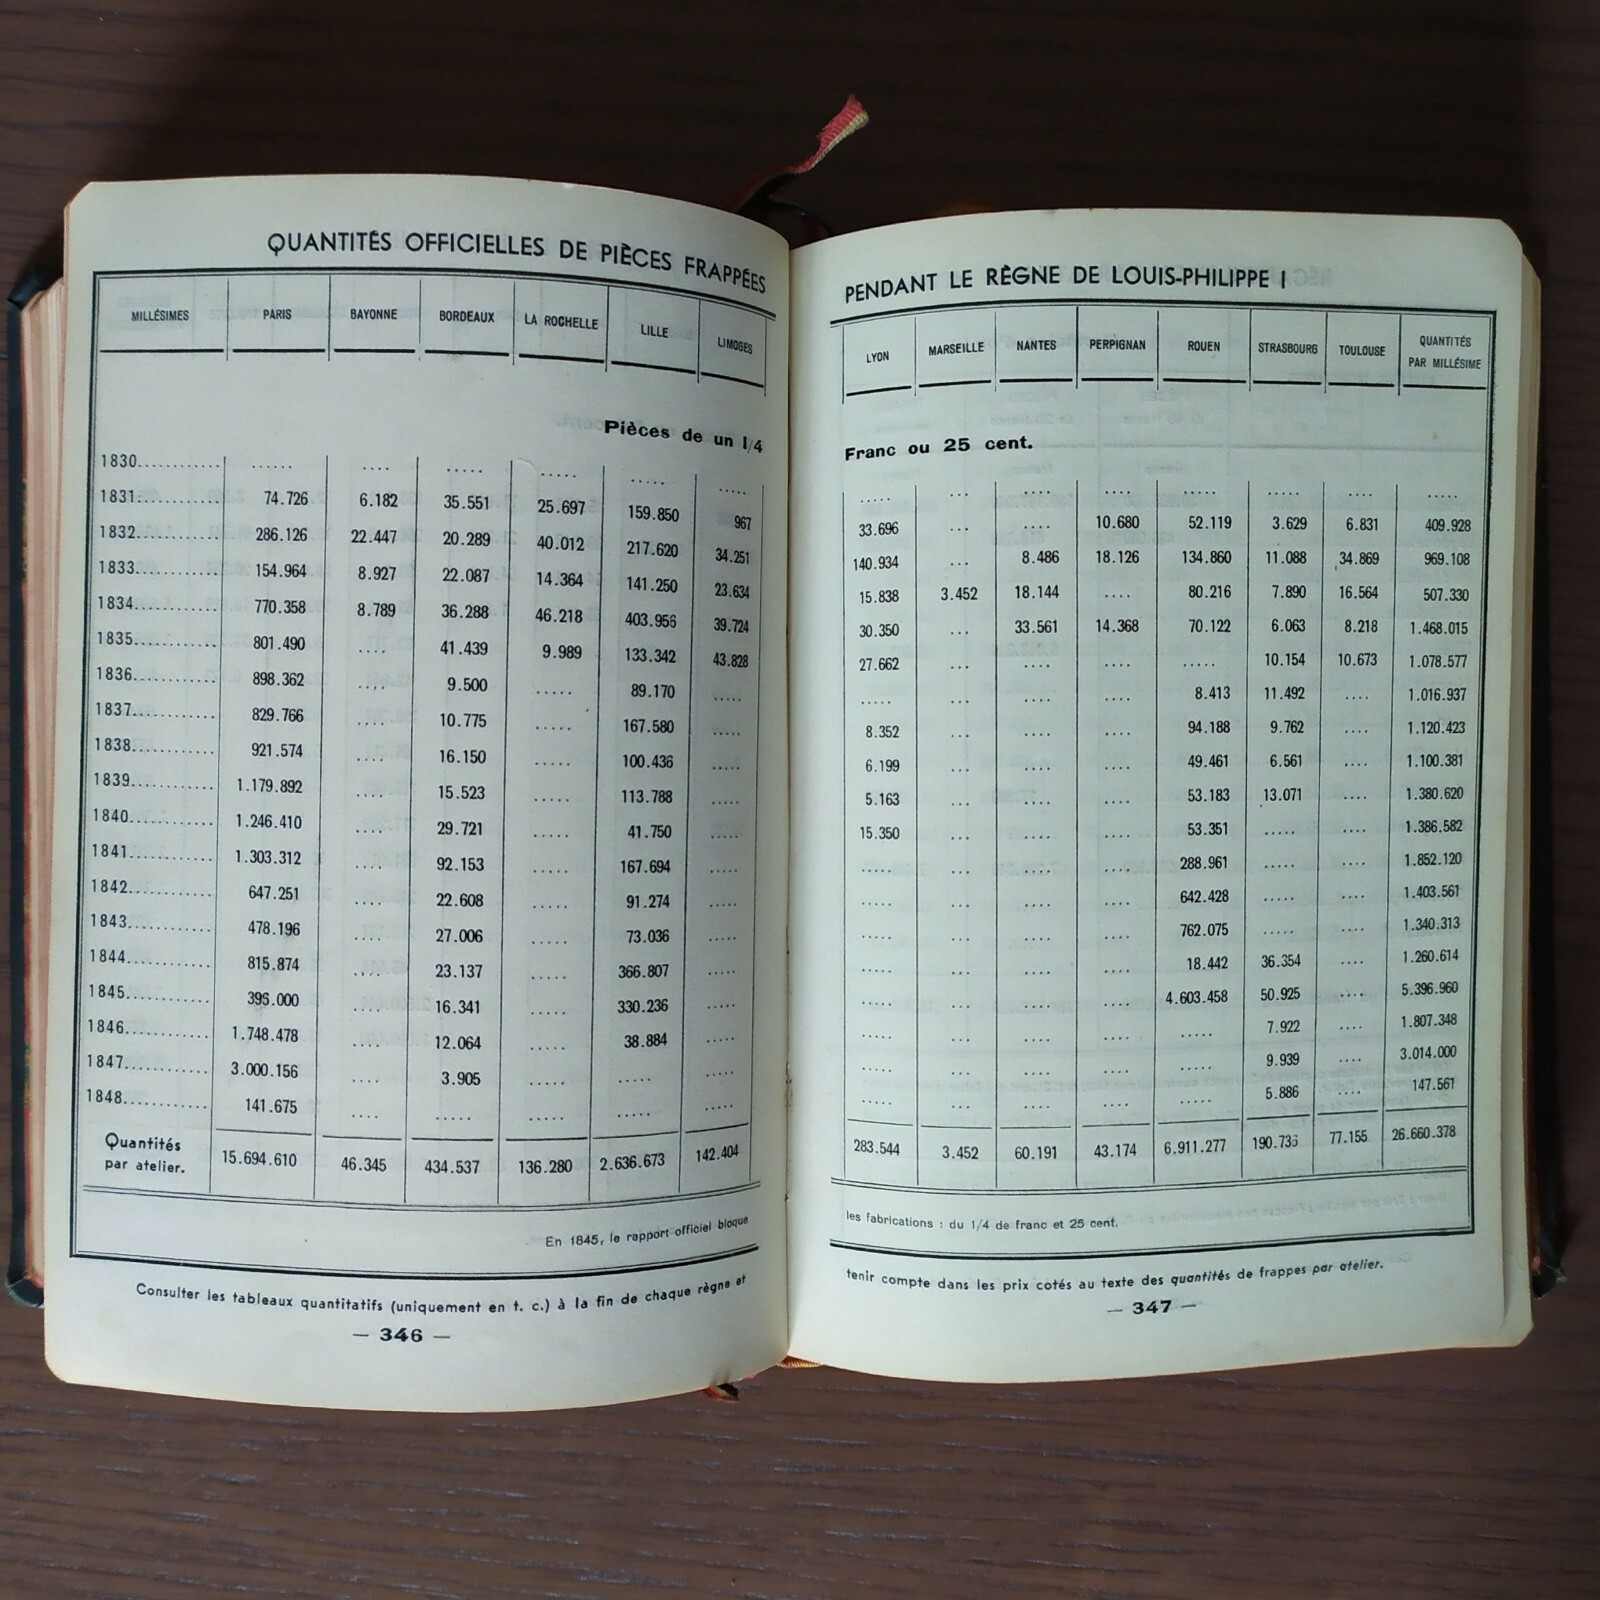 QUANTITÉS OFFICIELLES DE PIÈCES FRAPPÉES
MILLÉSIMES PARIS BAYONNE BORDEAUX LA ROCHELLE LILLE LIMOGES
Pièces de un 1/4
1830............ ...... .... ..... ..... ..... .....
1831............ 74.726 6.182 35.551 25.697 159.850 967
1832............ 286.126 22.447 20.289 40.012 217.620 34.251
1833............ 154.964 8.927 22.087 14.364 141.250 23.634
1834............ 770.358 8.789 36.288 46.218 403.956 39.724
1835............ 801.490 .... 41.439 9.989 133.342 43.828
1836............ 898.362 .... 9.500 ..... 89.170 .....
1837............ 829.766 .... 10.775 ..... 167.580 .....
1838............ 921.574 .... 16.150 ..... 100.436 .....
1839............ 1.179.892 .... 15.523 ..... 113.788 .....
1840............ 1.246.410 .... 29.721 ..... 41.750 .....
1841............ 1.303.312 .... 92.153 ..... 167.694 .....
1842............ 647.251 .... 22.608 ..... 91.274 .....
1843............ 478.196 .... 27.006 ..... 73.036 .....
1844............ 815.874 .... 23.137 ..... 366.807 .....
1845............ 396.000 .... 16.341 ..... 330.236 .....
1846............ 1.748.478 .... 12.064 ..... 38.884 .....
1847............ 3.000.156 .... 3.905 ..... ..... .....
1848............ 141.675 .... ..... ..... ..... .....
Quantités
par atelier. 15.694.610 46.345 434.537 136.280 2.636.673 142.404
En 1845, le rapport officiel bloque
Consulter les tableaux quantitatifs (uniquement en t. c.) à la fin de chaque règne et
— 346 —
PENDANT LE RÈGNE DE LOUIS-PHILIPPE I
LYON MARSEILLE NANTES PERPIGNAN ROUEN STRASBOURG TOULOUSE QUANTITÉS
PAR MILLÉSIME
Franc ou 25 cent.
..... ... .... .... ..... ..... .... .....
33.696 ... .... 10.680 52.119 3.629 6.831 409.928
140.934 ... 8.486 18.126 134.860 11.088 34.869 969.108
15.838 3.452 18.144 .... 80.216 7.890 16.564 507.330
30.350 ... 33.561 14.368 70.122 6.063 8.218 1.468.015
27.662 ... .... .... ..... 10.154 10.673 1.078.577
..... ... .... .... 8.413 11.492 .... 1.016.937
8.352 ... .... .... 94.188 9.762 .... 1.120.423
6.199 ... .... .... 49.461 6.561 .... 1.100.381
5.163 ... .... .... 53.183 13.071 .... 1.380.620
15.350 ... .... .... 53.351 ..... .... 1.386.582
..... ... .... .... 288.961 ..... .... 1.852.120
..... ... .... .... 642.428 ..... .... 1.403.561
..... ... .... .... 762.075 ..... .... 1.340.313
..... ... .... .... 18.442 36.354 .... 1.260.614
..... ... .... .... 4.603.458 50.925 .... 5.396.960
..... ... .... .... ..... 7.922 .... 1.807.348
..... ... .... .... ..... 9.939 .... 3.014.000
..... ... .... .... ..... 5.886 .... 147.561
283.544 3.452 60.191 43.174 6.911.277 190.736 77.155 26.660.378
les fabrications : du 1/4 de franc et 25 cent.
tenir compte dans les prix cotés au texte des quantités de frappes par atelier.
— 347 —